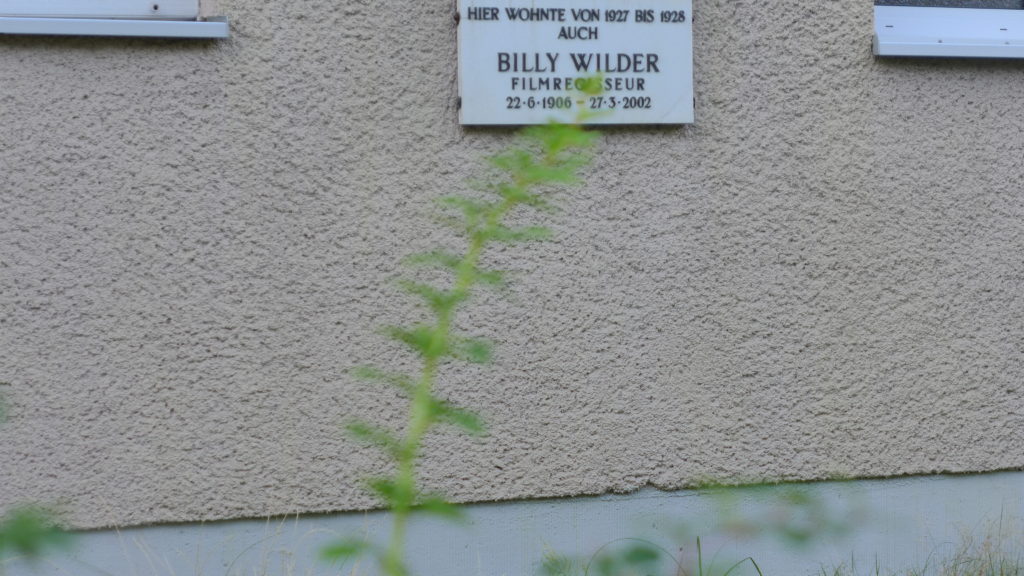 HIER WOHNTE VON 1927 BIS 1928
AUCH
BILLY WILDER
FILMREGISSEUR
22·6·1906 – 27·3·2002